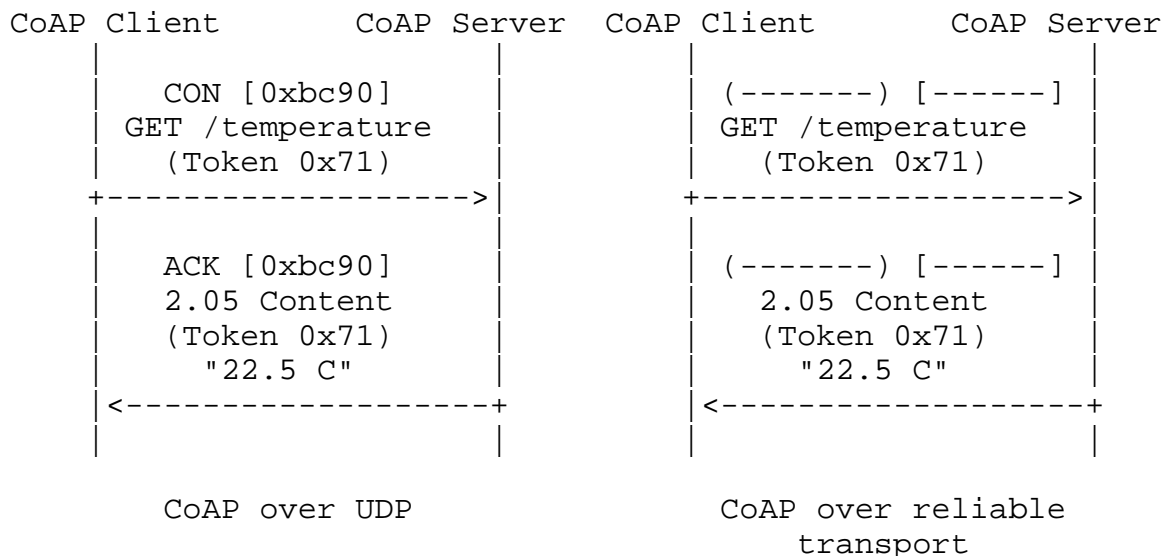 CoAP Client CoAP Server CoAP Client CoAP Server
CON [0xbc90] (-------) [------]
GET /temperature GET /temperature
(Token 0x71) (Token 0x71)
ACK [0xbc90] (-------) [------]
2.05 Content 2.05 Content
(Token 0x71) (Token 0x71)
"22.5 C" "22.5 C"
CoAP over UDP CoAP over reliable
transport